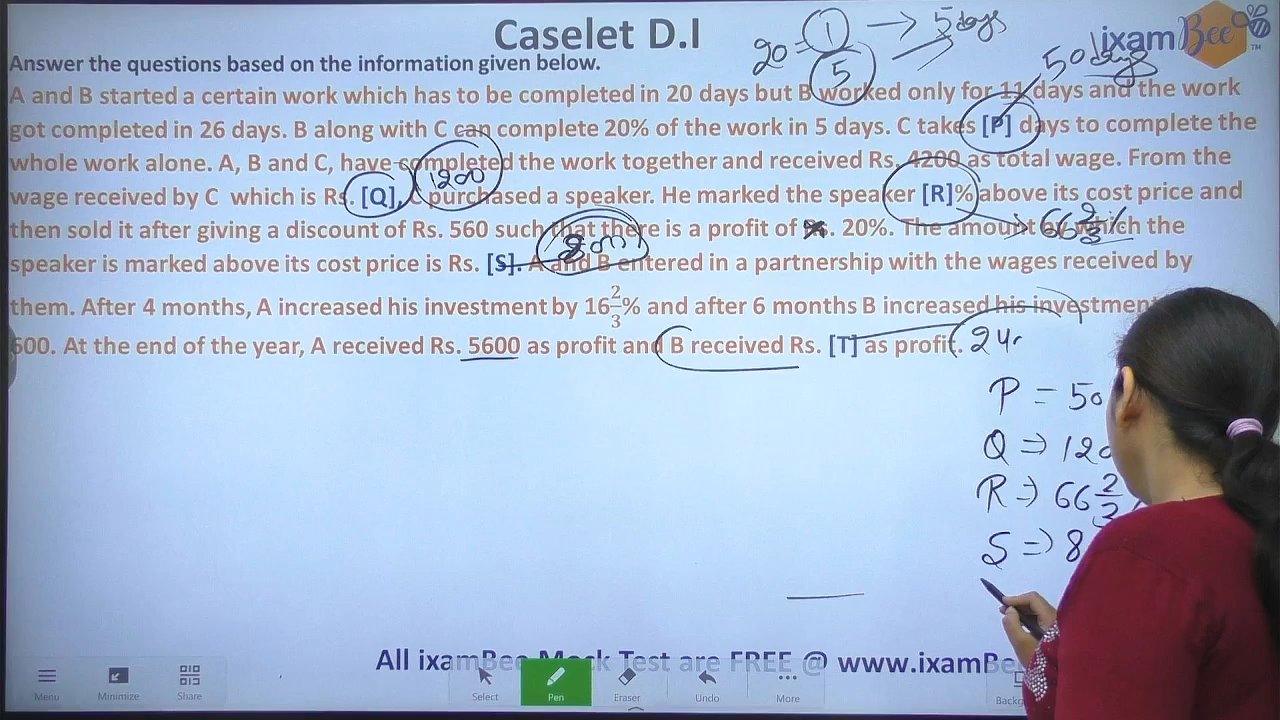 Caselet D.I
20 = 1/5 → 5 days
ixamBee™
50 days
Answer the questions based on the information given below.
A and B started a certain work which has to be completed in 20 days but B worked only for 11 days and the work
got completed in 26 days. B along with C can complete 20% of the work in 5 days. C takes [P] days to complete the
whole work alone. A, B and C, have completed the work together and received Rs. 4200 as total wage. From the
wage received by C which is Rs. [Q], C purchased a speaker. He marked the speaker [R]% above its cost price and
1200
then sold it after giving a discount of Rs. 560 such that there is a profit of 20%. The amount by which the
66 2/3 %
speaker is marked above its cost price is Rs. [S]. A and B entered in a partnership with the wages received by
them. After 4 months, A increased his investment by 16 2/3% and after 6 months B increased his investment
600. At the end of the year, A received Rs. 5600 as profit and B received Rs. [T] as profit.
P = 50
Q ⇒ 120
R ⇒ 66 2/3
S ⇒ 8
All ixamBee Mock Test are FREE @ www.ixamBe
Menu
Minimize
Share
Select
Pen
Eraser
Undo
More
Backg